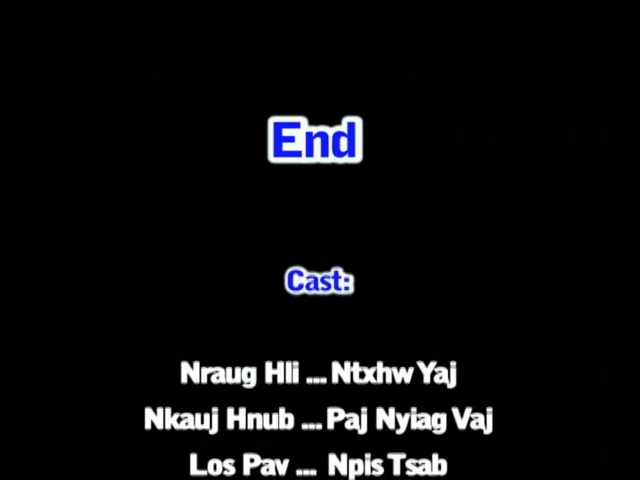 End
Cast:
Nraug Hli ... Ntxhw Yaj
Nkauj Hnub ... Paj Nyiag Vaj
Los Pav ... Npis Tsab